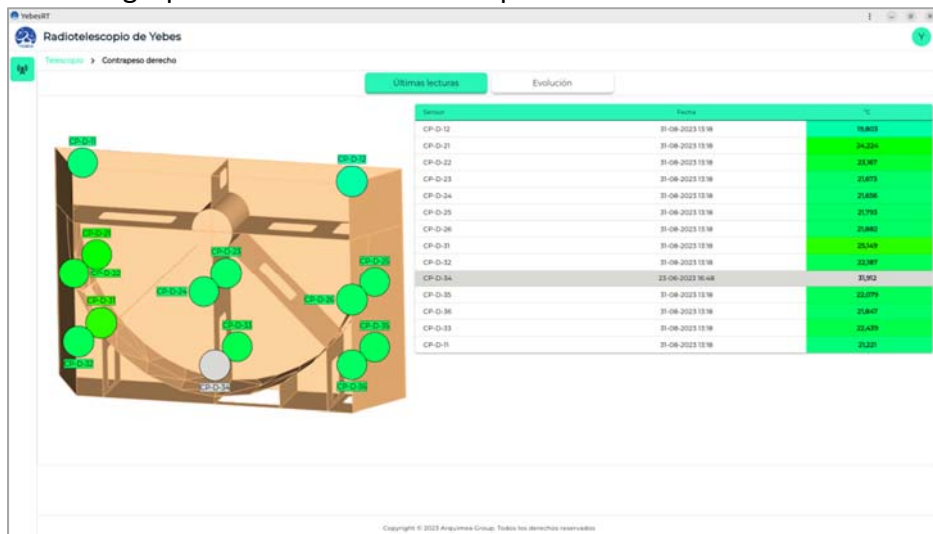 YebesRT
Radiotelescopio de Yebes
Y
Telescopio > Contrapeso derecho
Últimas lecturas Evolución
Sensor Fecha °C
CP-D-12 31-08-2023 13:18 19,803
CP-D-21 31-08-2023 13:18 24,224
CP-D-22 31-08-2023 13:18 23,167
CP-D-23 31-08-2023 13:18 21,673
CP-D-24 31-08-2023 13:18 21,656
CP-D-25 31-08-2023 13:18 21,793
CP-D-26 31-08-2023 13:18 21,882
CP-D-31 31-08-2023 13:18 25,149
CP-D-32 31-08-2023 13:18 22,187
CP-D-34 23-06-2023 16:48 31,912
CP-D-35 31-08-2023 13:18 22,079
CP-D-36 31-08-2023 13:18 21,847
CP-D-33 31-08-2023 13:18 22,439
CP-D-11 31-08-2023 13:18 21,221
CP-D-11
CP-D-12
CP-D-21
CP-D-22
CP-D-23
CP-D-24
CP-D-25
CP-D-26
CP-D-31
CP-D-32
CP-D-33
CP-D-34
CP-D-35
CP-D-36
Copyright © 2023 Arquimea Group. Todos los derechos reservados